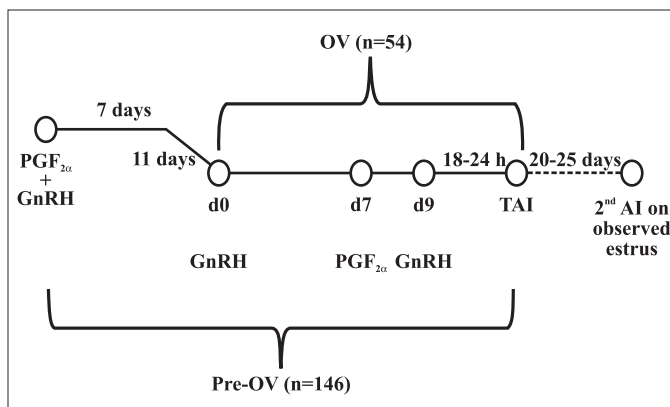 OV (n=54)
7 days
11 days
18-24 h
20-25 days
PGF2α
+
GnRH
d0
d7
d9
TAI
2nd AI on
observed
estrus
GnRH
PGF2α GnRH
Pre-OV (n=146)